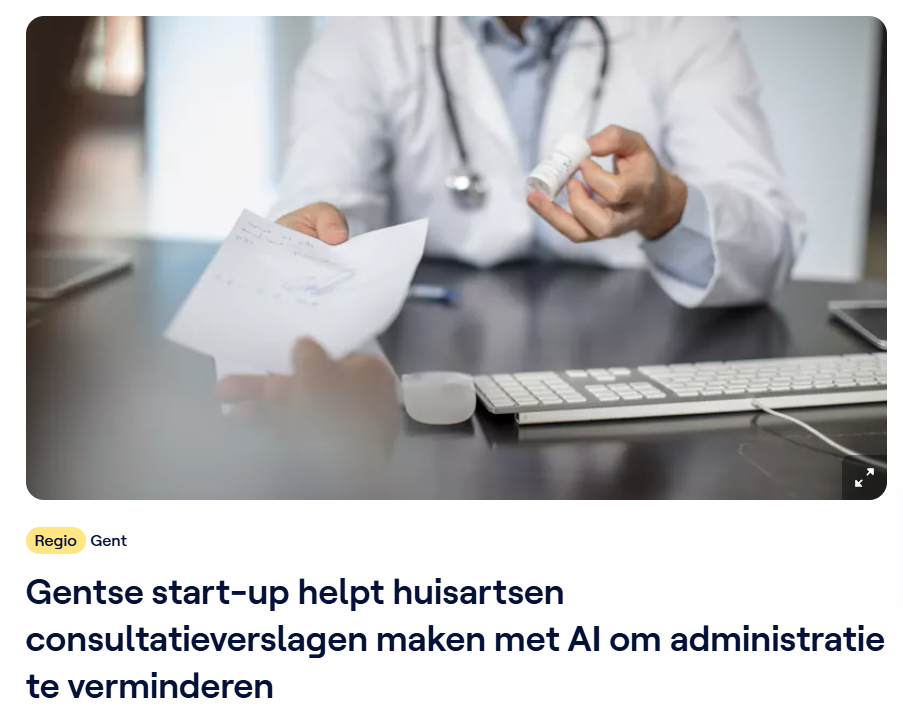 Regio Gent
Gentse start-up helpt huisartsen
consultatieverslagen maken met AI om administratie
te verminderen